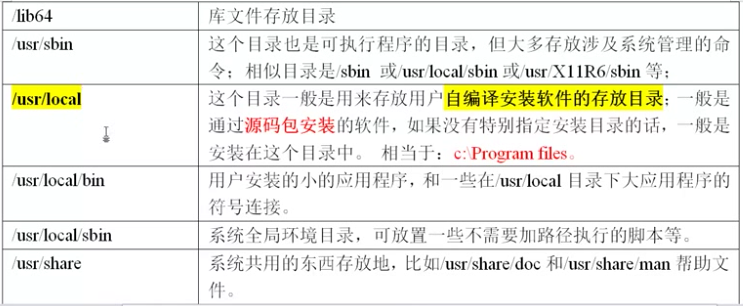 /lib64 库文件存放目录
/usr/sbin 这个目录也是可执行程序的目录，但大多存放涉及系统管理的命
令；相似目录是/sbin 或/usr/local/sbin或/usr/X11R6/sbin等；
/usr/local 这个目录一般是用来存放用户自编译安装软件的存放目录；一般是
通过源码包安装的软件，如果没有特别指定安装目录的话，一般是
安装在这个目录中。 相当于：c:\Program files。
/usr/local/bin 用户安装的小的应用程序，和一些在/usr/local 目录下大应用程序的
符号连接。
/usr/local/sbin 系统全局环境目录，可放置一些不需要加路径执行的脚本等。
/usr/share 系统共用的东西存放地，比如/usr/share/doc 和/usr/share/man 帮助文
件。